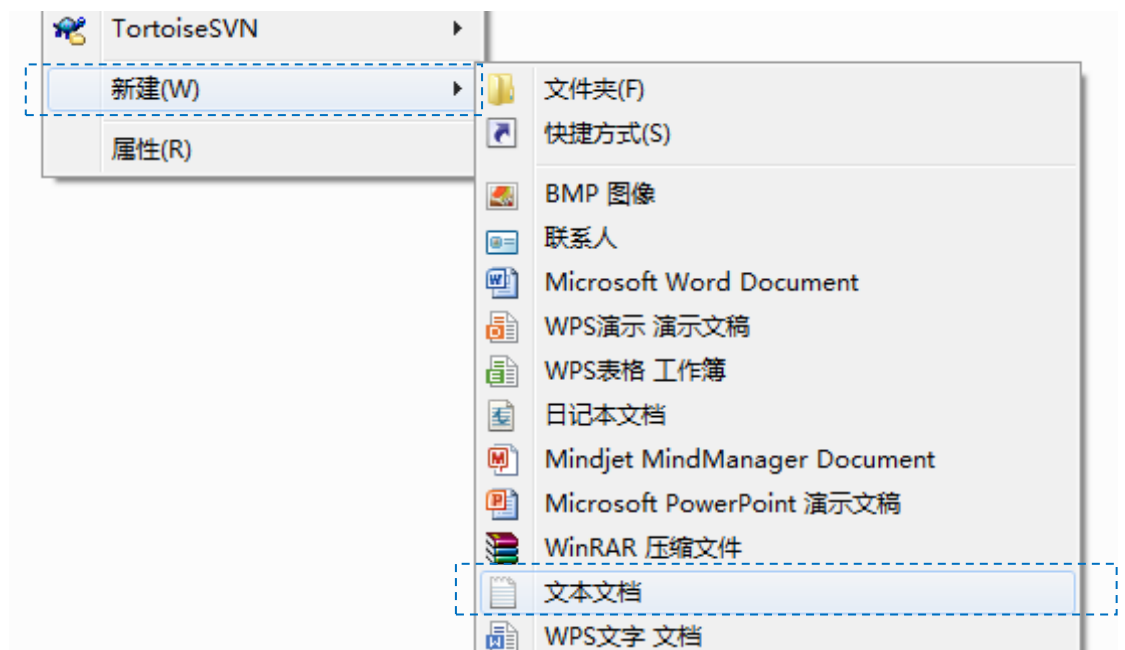 TortoiseSVN
新建(W)
属性(R)
文件夹(F)
快捷方式(S)
BMP 图像
联系人
Microsoft Word Document
WPS演示 演示文稿
WPS表格 工作簿
日记本文档
Mindjet MindManager Document
Microsoft PowerPoint 演示文稿
WinRAR 压缩文件
文本文档
WPS文字 文档